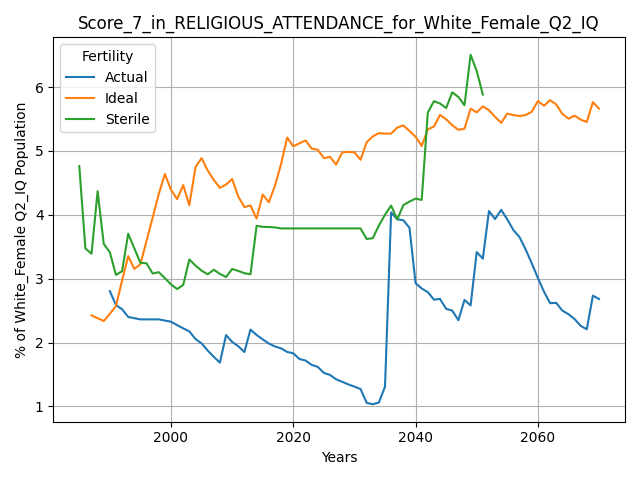 Score_7_in_RELIGIOUS_ATTENDANCE_for_White_Female_Q2_IQ
Fertility
Actual
Ideal
Sterile
% of White_Female Q2_IQ Population
6
5
4
3
2
1
2000 2020 2040 2060
Years